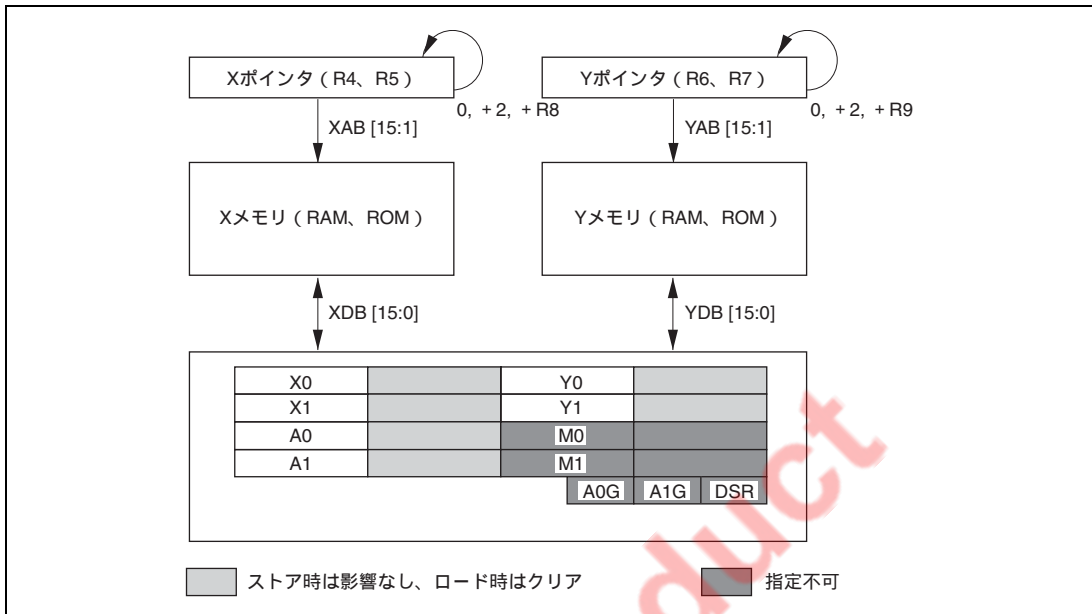 Xポインタ（R4、R5）
Yポインタ（R6、R7）
0, +2, +R8
0, +2, +R9
XAB [15:1]
YAB [15:1]
Xメモリ（RAM、ROM）
Yメモリ（RAM、ROM）
XDB [15:0]
YDB [15:0]
X0 Y0
X1 Y1
A0 M0
A1 M1
A0G A1G DSR
ストア時は影響なし、ロード時はクリア
指定不可
duct